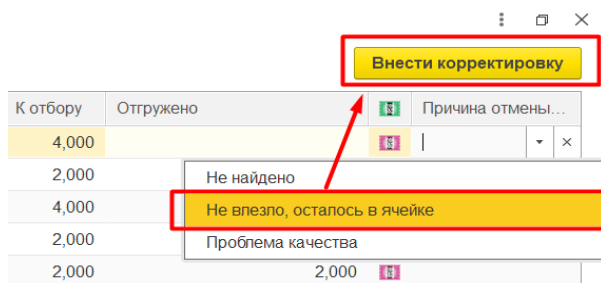 Внести корректировку
К отбору Отгружено Причина отмены...
4,000
2,000 Не найдено
4,000 Не влезло, осталось в ячейке
2,000 Проблема качества
2,000 2,000